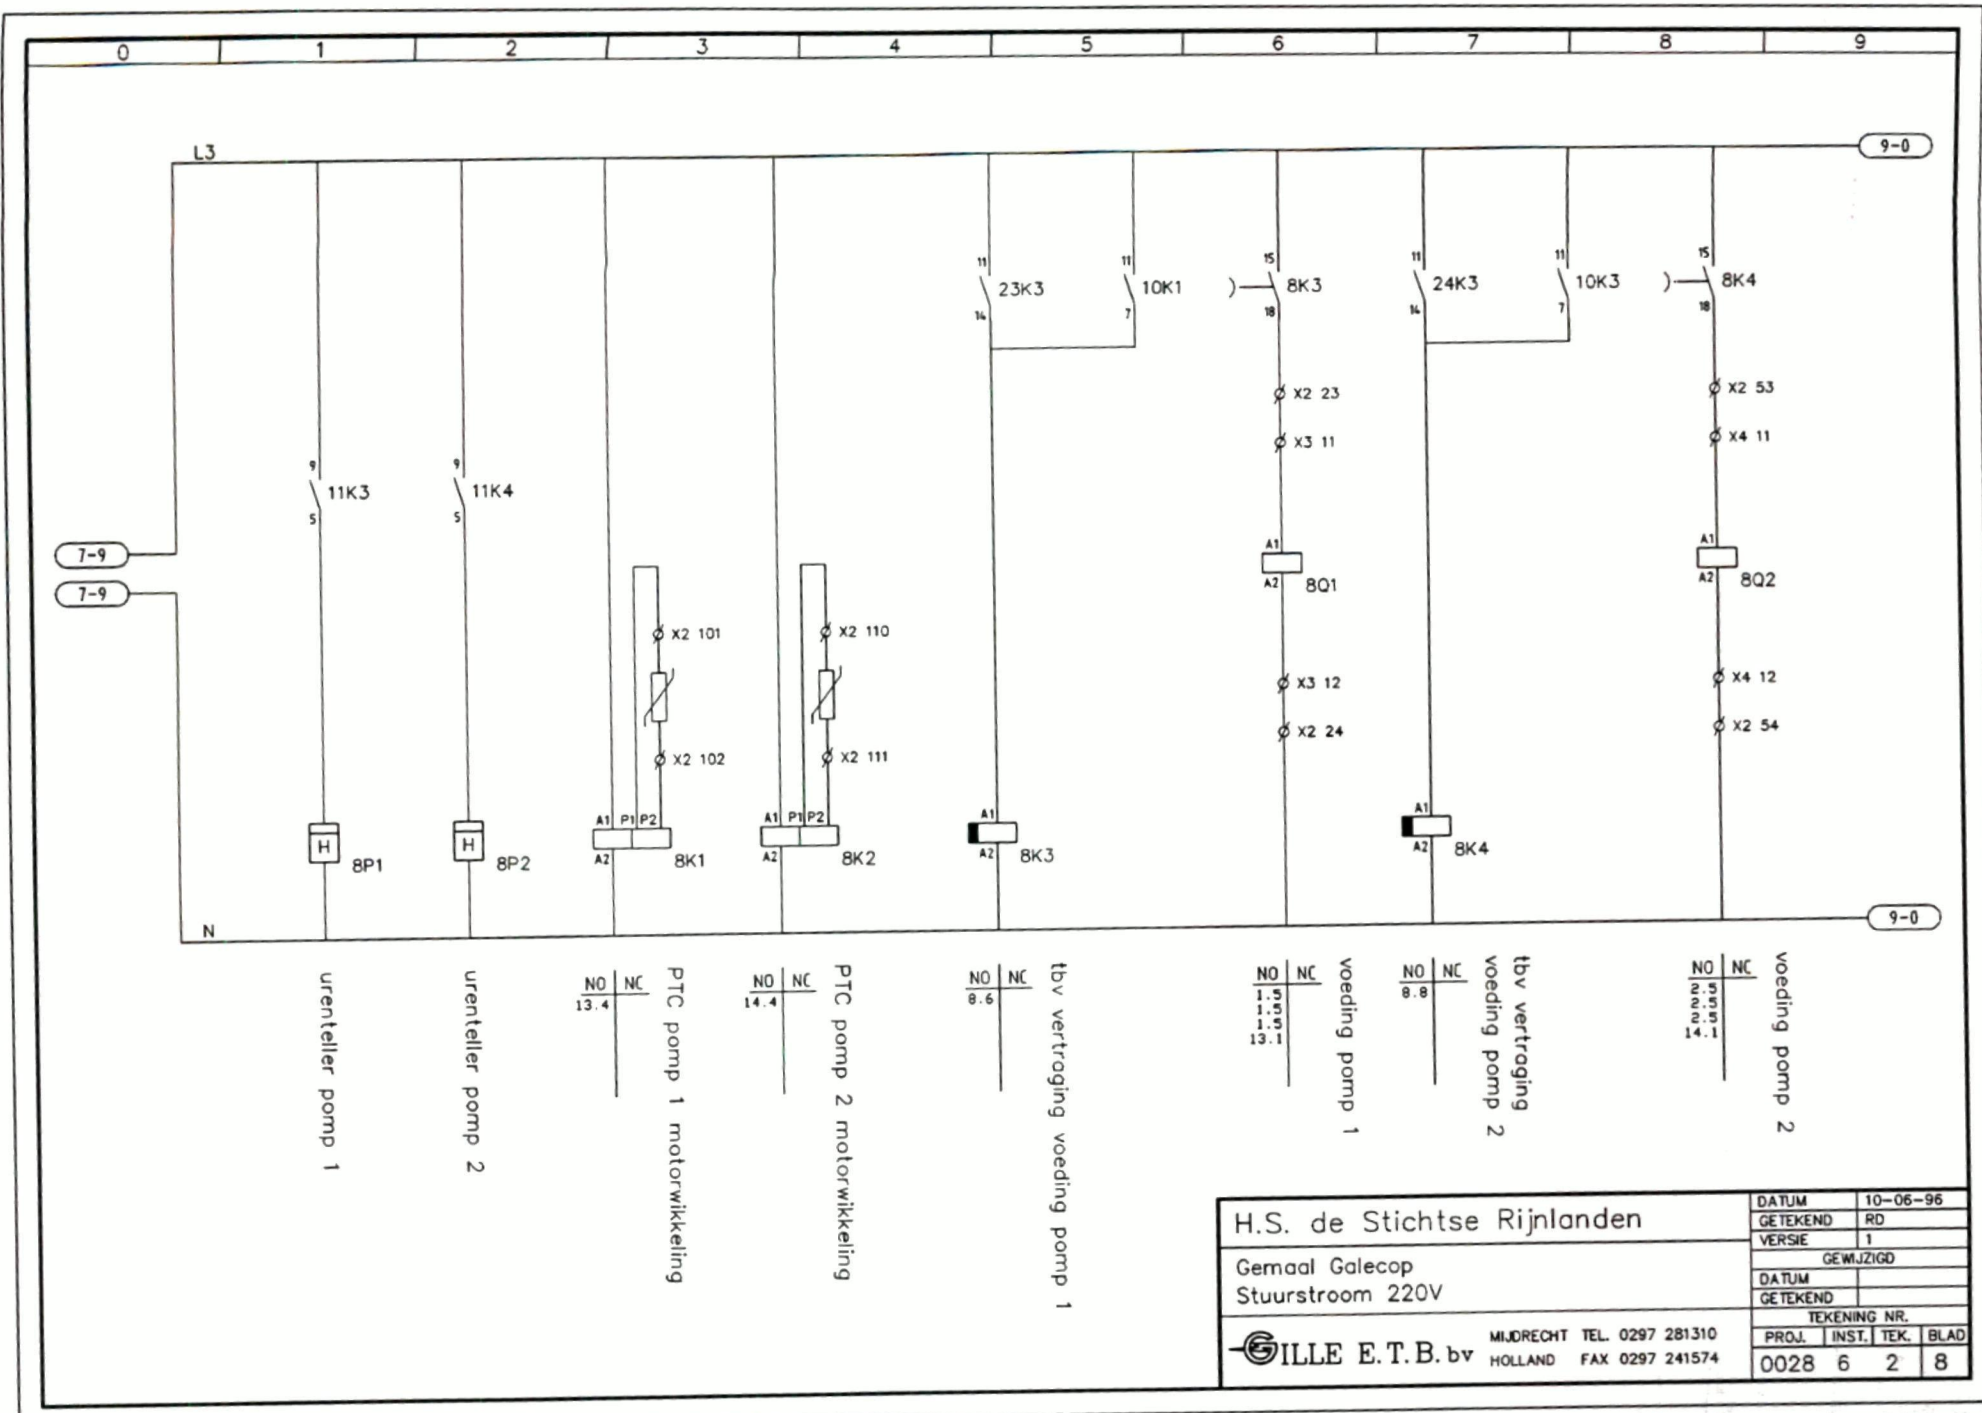 0 1 2 3 4 5 6 7 8 9
L3
9-0
11 23K3 14
11 10K1 7
15 8K3 18
11 24K3 14
11 10K3 7
15 8K4 18
X2 23
X3 11
X2 53
X4 11
9 11K3 5
9 11K4 5
7-9
7-9
A1 A2 8Q1
A1 A2 8Q2
X2 101
X2 110
X3 12
X2 24
X4 12
X2 54
X2 102
X2 111
H 8P1
H 8P2
A1 P1 P2 A2 8K1
A1 P1 P2 A2 8K2
A1 A2 8K3
A1 A2 8K4
N
9-0
urenteller pomp 1
urenteller pomp 2
NO NC
13.4
PTC pomp 1 motorwikkeling
NO NC
14.4
PTC pomp 2 motorwikkeling
NO NC
8.6
tbv vertraging voeding pomp 1
NO NC
1.5
1.5
1.5
13.1
voeding pomp 1
NO NC
8.8
tbv vertraging
voeding pomp 2
NO NC
2.5
2.5
2.5
14.1
voeding pomp 2
H.S. de Stichtse Rijnlanden
Gemaal Galecop
Stuurstroom 220V
GILLE E.T.B. bv
MIJDRECHT TEL. 0297 281310
HOLLAND FAX 0297 241574
DATUM 10-06-96
GETEKEND RD
VERSIE 1
GEWIJZIGD
DATUM
GETEKEND
TEKENING NR.
PROJ. INST. TEK. BLAD
0028 6 2 8